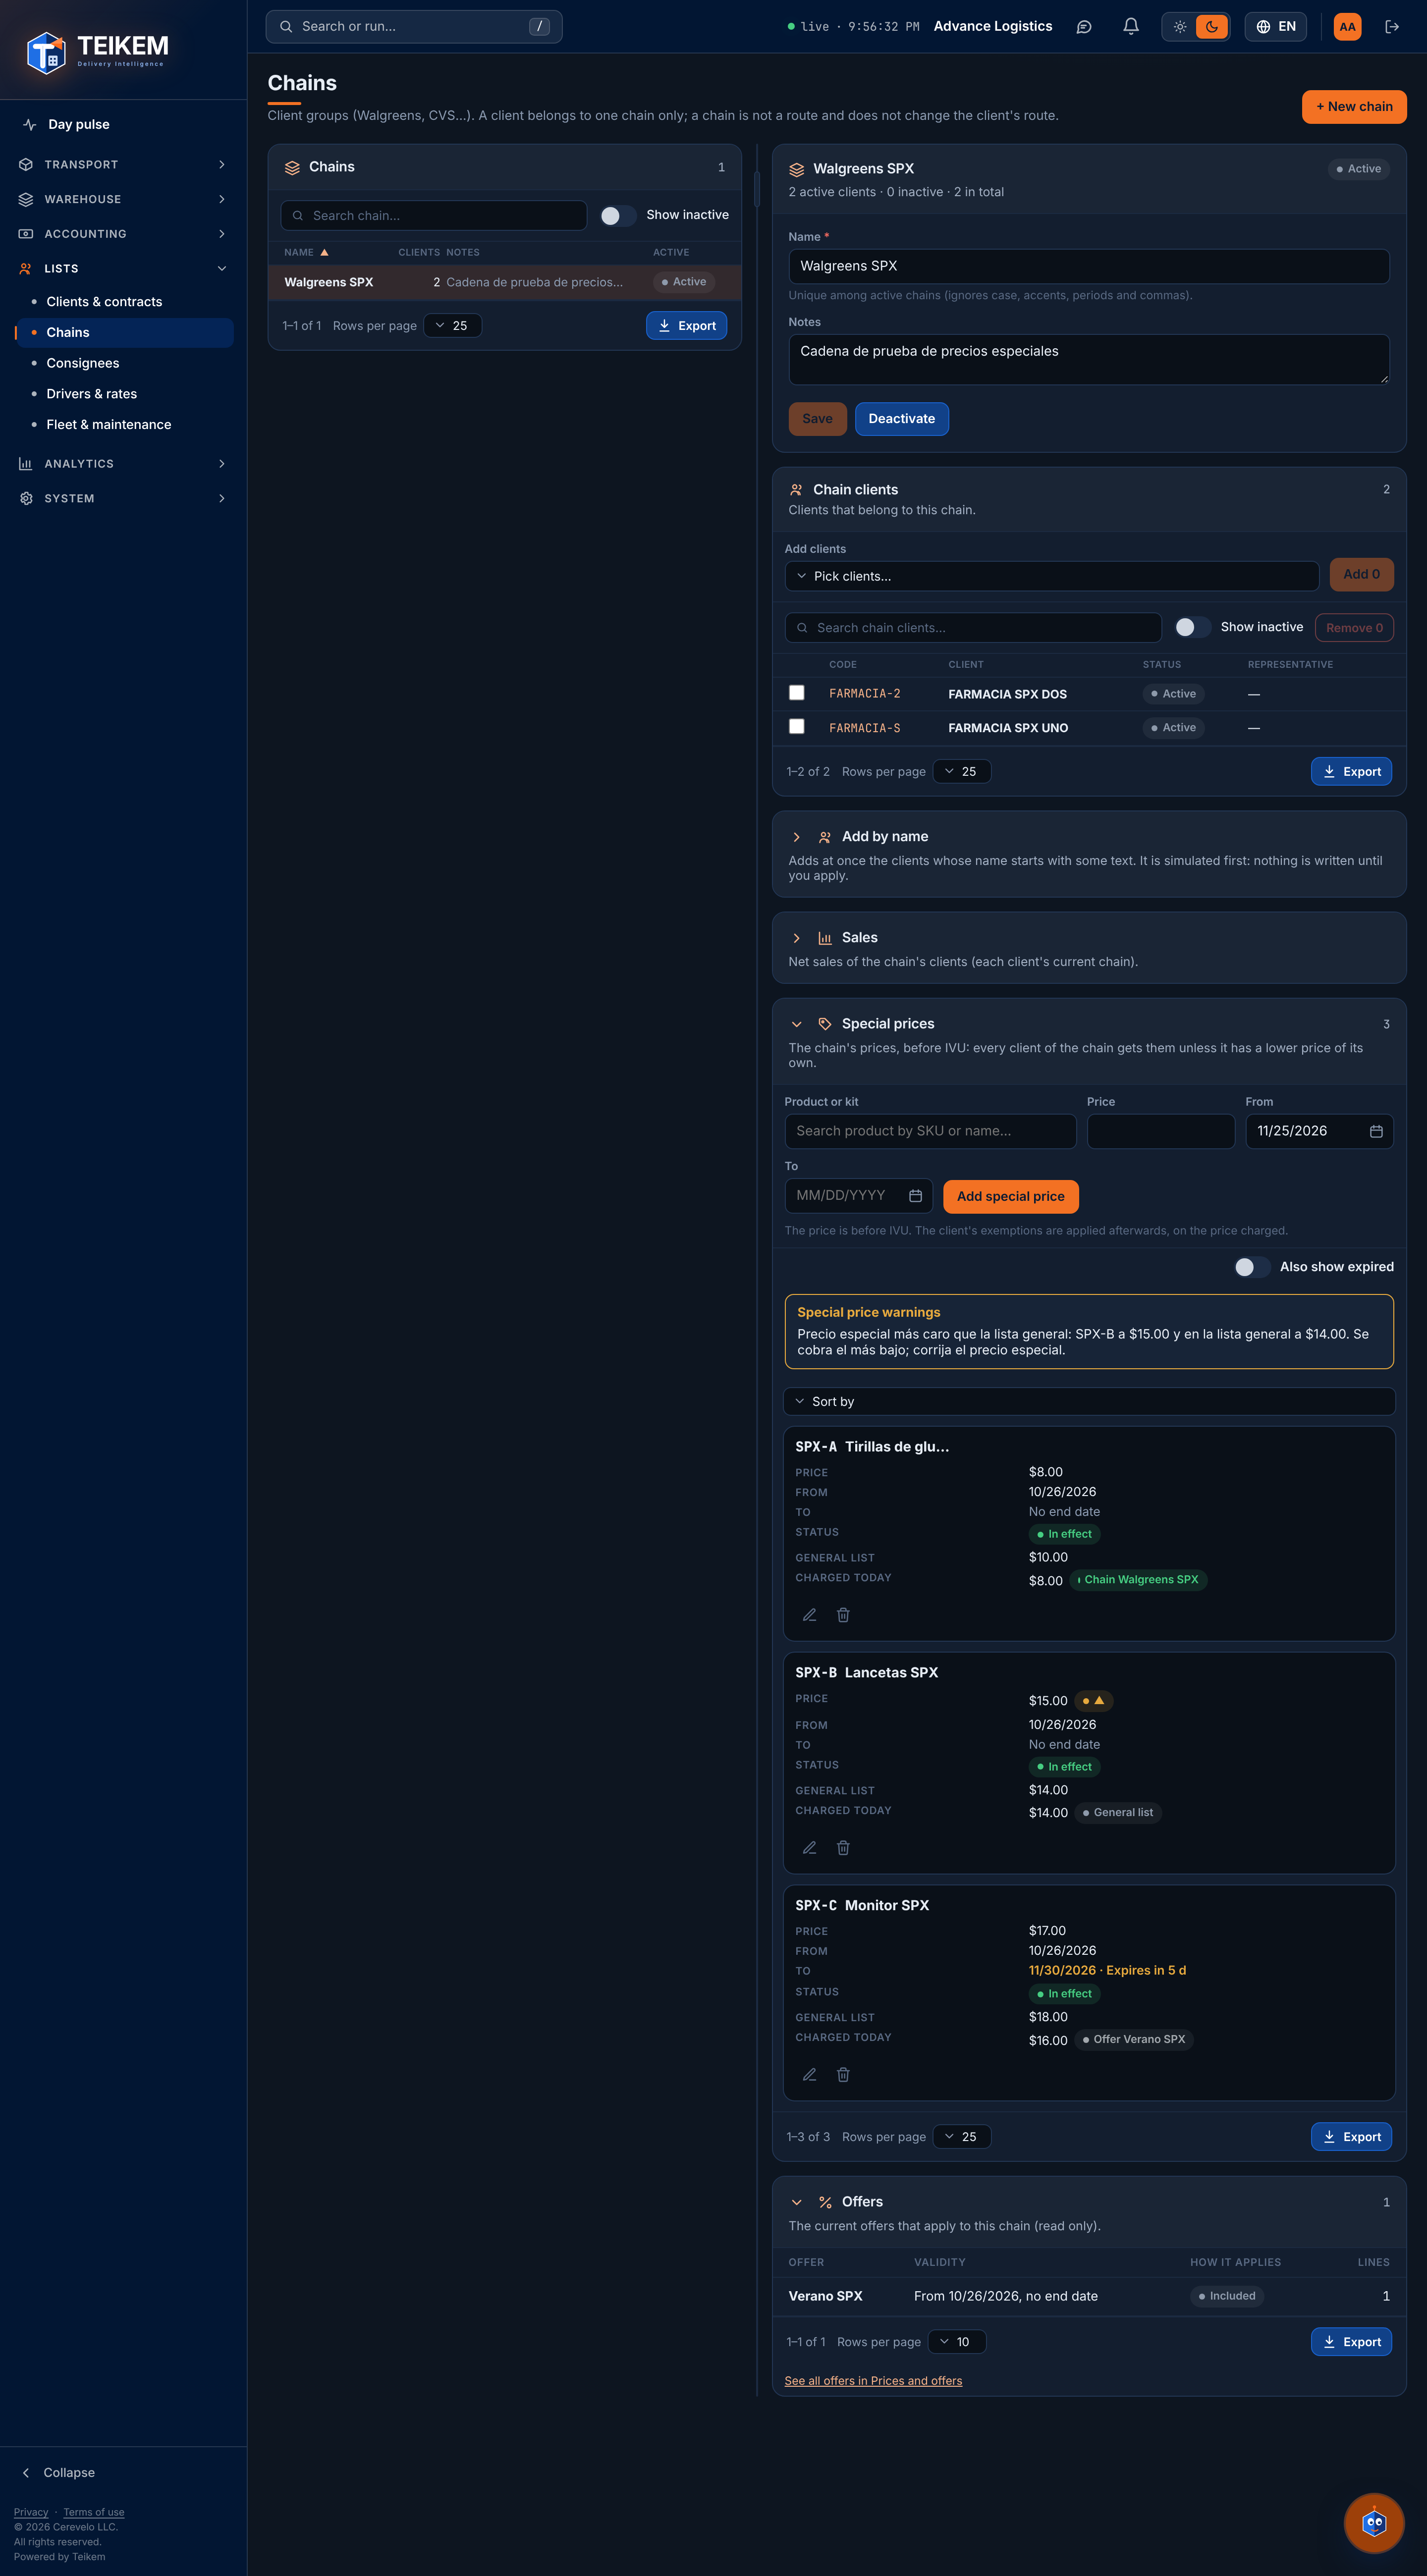 TEIKEM
Delivery Intelligence
Search or run...
/
live · 9:56:32 PM
Advance Logistics
EN
AA
Day pulse
TRANSPORT
WAREHOUSE
ACCOUNTING
LISTS
Clients & contracts
Chains
Consignees
Drivers & rates
Fleet & maintenance
ANALYTICS
SYSTEM
Collapse
Privacy · Terms of use
© 2026 Cerevelo LLC.
All rights reserved.
Powered by Teikem
Chains
Client groups (Walgreens, CVS...). A client belongs to one chain only; a chain is not a route and does not change the client's route.
+ New chain
Chains
1
Search chain...
Show inactive
NAME ▲ CLIENTS NOTES ACTIVE
Walgreens SPX 2 Cadena de prueba de precios... Active
1–1 of 1 Rows per page 25 Export
Walgreens SPX
Active
2 active clients · 0 inactive · 2 in total
Name *
Walgreens SPX
Unique among active chains (ignores case, accents, periods and commas).
Notes
Cadena de prueba de precios especiales
Save Deactivate
Chain clients
2
Clients that belong to this chain.
Add clients
Pick clients...
Add 0
Search chain clients...
Show inactive
Remove 0
CODE CLIENT STATUS REPRESENTATIVE
FARMACIA-2 FARMACIA SPX DOS Active —
FARMACIA-S FARMACIA SPX UNO Active —
1–2 of 2 Rows per page 25 Export
Add by name
Adds at once the clients whose name starts with some text. It is simulated first: nothing is written until
you apply.
Sales
Net sales of the chain's clients (each client's current chain).
Special prices
3
The chain's prices, before IVU: every client of the chain gets them unless it has a lower price of its
own.
Product or kit Price From
Search product by SKU or name...
11/25/2026
To
MM/DD/YYYY
Add special price
The price is before IVU. The client's exemptions are applied afterwards, on the price charged.
Also show expired
Special price warnings
Precio especial más caro que la lista general: SPX-B a $15.00 y en la lista general a $14.00. Se
cobra el más bajo; corrija el precio especial.
Sort by
SPX-A Tirillas de glu...
PRICE $8.00
FROM 10/26/2026
TO No end date
STATUS In effect
GENERAL LIST $10.00
CHARGED TODAY $8.00 Chain Walgreens SPX
SPX-B Lancetas SPX
PRICE $15.00 ▲
FROM 10/26/2026
TO No end date
STATUS In effect
GENERAL LIST $14.00
CHARGED TODAY $14.00 General list
SPX-C Monitor SPX
PRICE $17.00
FROM 10/26/2026
TO 11/30/2026 · Expires in 5 d
STATUS In effect
GENERAL LIST $18.00
CHARGED TODAY $16.00 Offer Verano SPX
1–3 of 3 Rows per page 25 Export
Offers
1
The current offers that apply to this chain (read only).
OFFER VALIDITY HOW IT APPLIES LINES
Verano SPX From 10/26/2026, no end date Included 1
1–1 of 1 Rows per page 10 Export
See all offers in Prices and offers